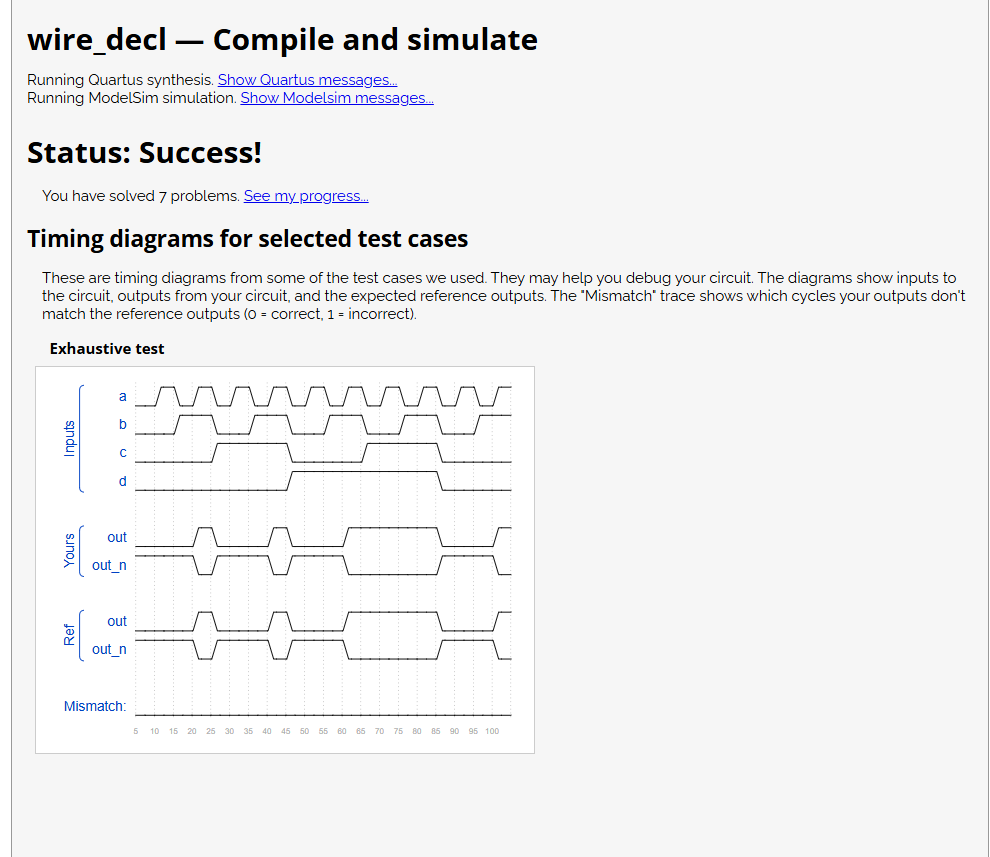 wire_decl — Compile and simulate
Running Quartus synthesis. Show Quartus messages...
Running ModelSim simulation. Show Modelsim messages...
Status: Success!
You have solved 7 problems. See my progress...
Timing diagrams for selected test cases
These are timing diagrams from some of the test cases we used. They may help you debug your circuit. The diagrams show inputs to
the circuit, outputs from your circuit, and the expected reference outputs. The "Mismatch" trace shows which cycles your outputs don't
match the reference outputs (0 = correct, 1 = incorrect).
Exhaustive test
Inputs
a
b
c
d
Yours
out
out_n
Ref
out
out_n
Mismatch:
5 10 15 20 25 30 35 40 45 50 55 60 65 70 75 80 85 90 95 100